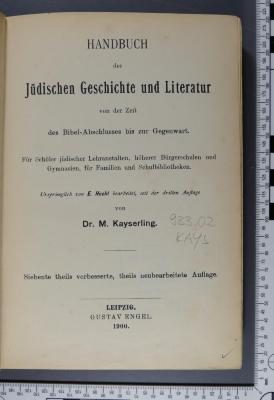 HANDBUCH
der
Jüdischen Geschichte und Literatur
von der Zeit
des Bibel-Abschlusses bis zur Gegenwart.
Für Schüler jüdischer Lehranstalten, höherer Bürgerschulen und
Gymnasien, für Familien und Schulbibliotheken.
Ursprünglich von E. Hecht bearbeitet, seit der dritten Auflage
von
Dr. M. Kayserling.
923,02
KAYS
Siebente theils verbesserte, theils neubearbeitete Auflage.
LEIPZIG,
GUSTAV ENGEL.
1900.